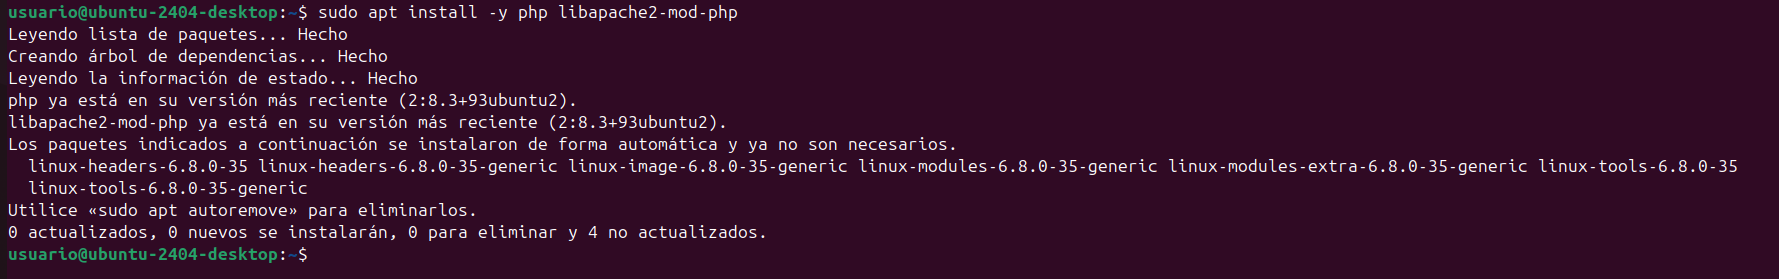 usuario@ubuntu-2404-desktop:~$ sudo apt install -y php libapache2-mod-php
Leyendo lista de paquetes... Hecho
Creando árbol de dependencias... Hecho
Leyendo la información de estado... Hecho
php ya está en su versión más reciente (2:8.3+93ubuntu2).
libapache2-mod-php ya está en su versión más reciente (2:8.3+93ubuntu2).
Los paquetes indicados a continuación se instalaron de forma automática y ya no son necesarios.
  linux-headers-6.8.0-35 linux-headers-6.8.0-35-generic linux-image-6.8.0-35-generic linux-modules-6.8.0-35-generic linux-modules-extra-6.8.0-35-generic linux-tools-6.8.0-35
  linux-tools-6.8.0-35-generic
Utilice «sudo apt autoremove» para eliminarlos.
0 actualizados, 0 nuevos se instalarán, 0 para eliminar y 4 no actualizados.
usuario@ubuntu-2404-desktop:~$